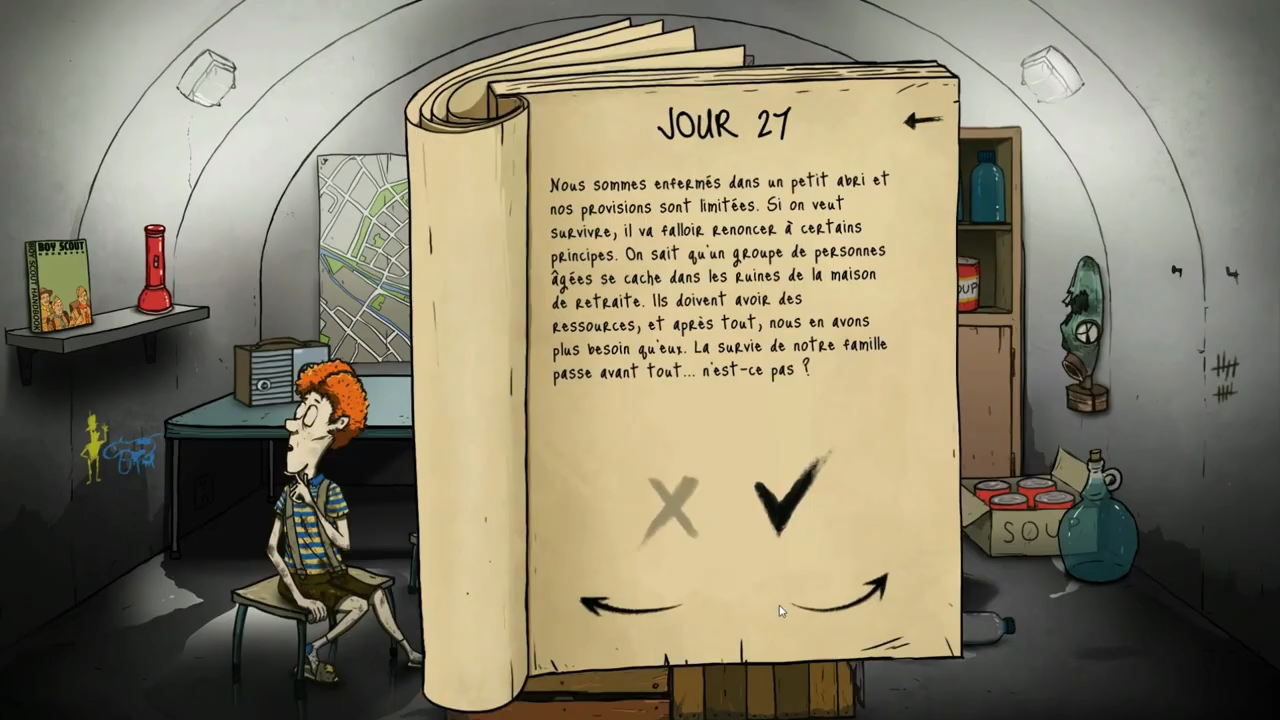 JOUR 27
Nous sommes enfermés dans un petit abri et
nos provisions sont limitées. Si on veut
survivre, il va falloir renoncer à certains
principes. On sait qu'un groupe de personnes
âgées se cache dans les ruines de la maison
de retraite. Ils doivent avoir des
ressources, et après tout, nous en avons
plus besoin qu'eux. La survie de notre famille
passe avant tout... n'est-ce pas ?
BOY SCOUT
BOY SCOUT HANDBOOK
OUP
SOUP